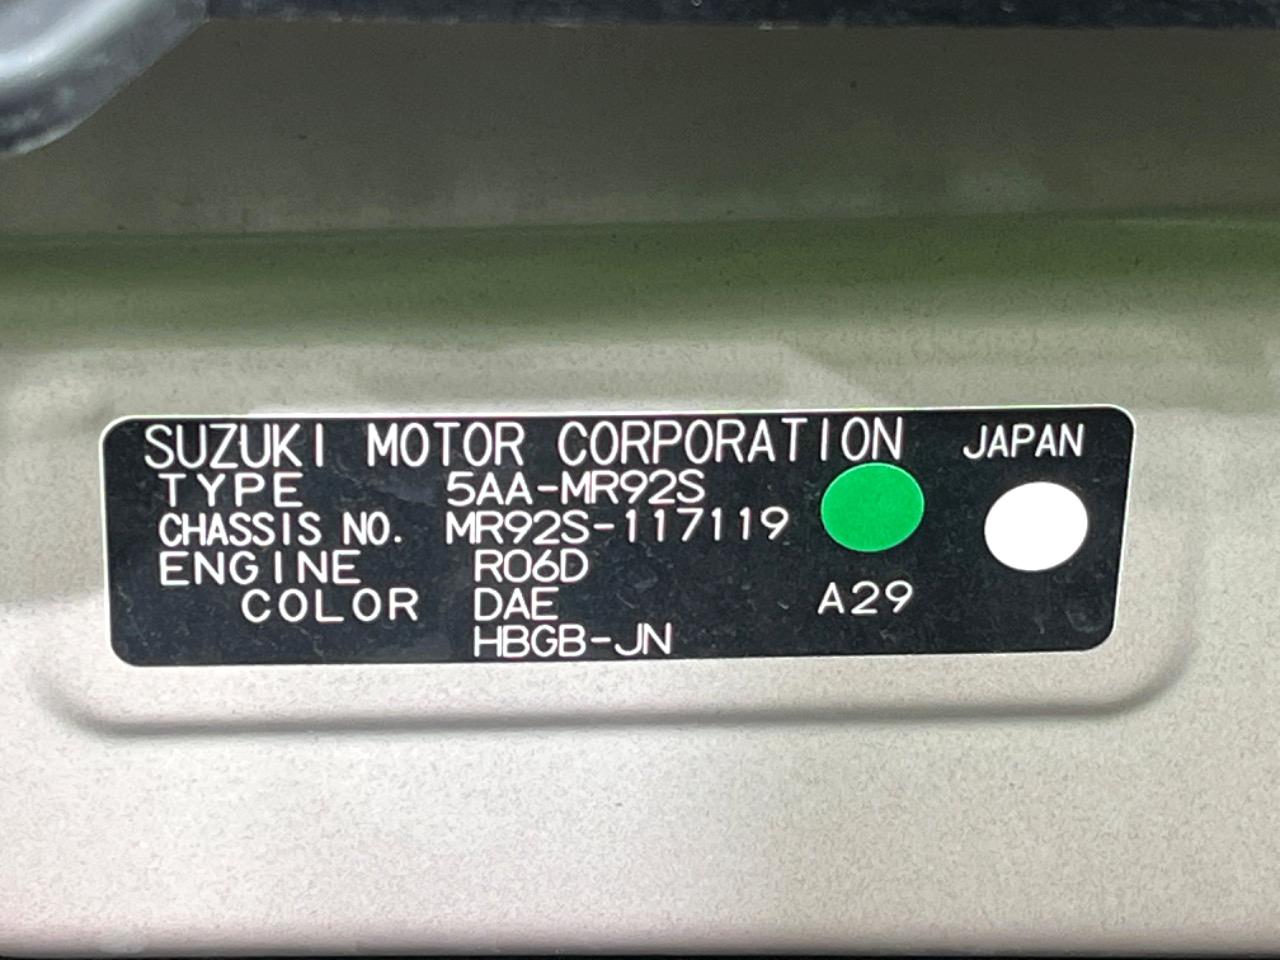 SUZUKI MOTOR CORPORATION JAPAN
TYPE 5AA-MR92S
CHASSIS NO. MR92S-117119
ENGINE R06D
COLOR DAE A29
HBGB-JN